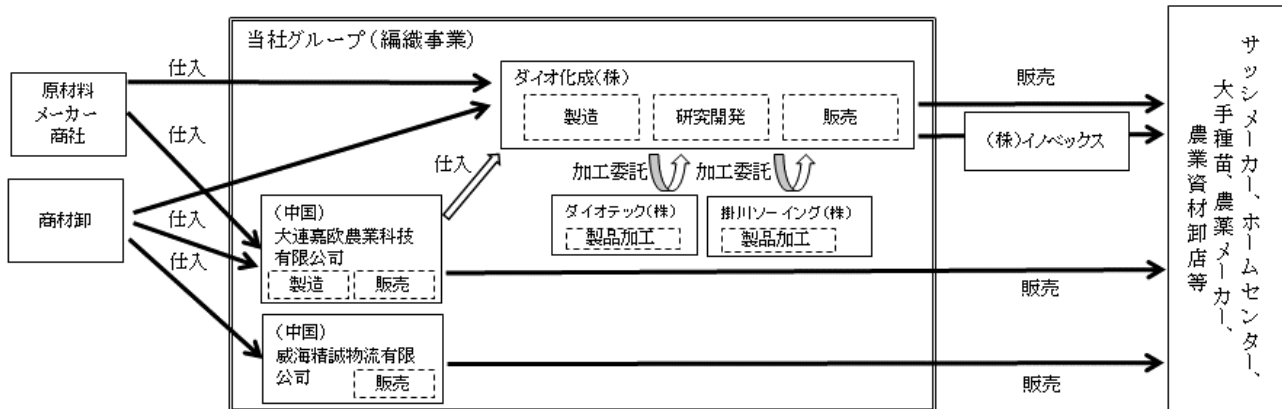 当社グループ(編織事業)
仕入
原材料
メーカー
商社
仕入
商材卸
仕入
仕入
ダイオ化成(株)
製造
研究開発
販売
仕入
加工委託
加工委託
ダイオテック(株)
製品加工
掛川ソーイング(株)
製品加工
(中国)
大連嘉欧農業科技
有限公司
製造
販売
(中国)
威海精誠物流有限
公司
販売
販売
(株)イノベックス
販売
販売
サッシメーカー、ホームセンター、
大手種苗、農薬メーカー、
農業資材卸店等